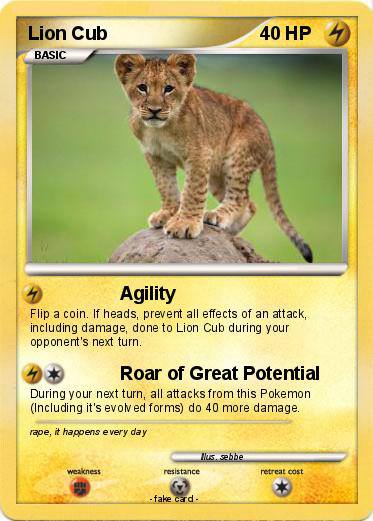 Lion Cub 40 HP
BASIC
Agility
Flip a coin. If heads, prevent all effects of an attack,
including damage, done to Lion Cub during your
opponent's next turn.
Roar of Great Potential
During your next turn, all attacks from this Pokemon
(Including it's evolved forms) do 40 more damage.
rape, it happens every day
Illus. sebbe
weakness resistance retreat cost
- fake card -